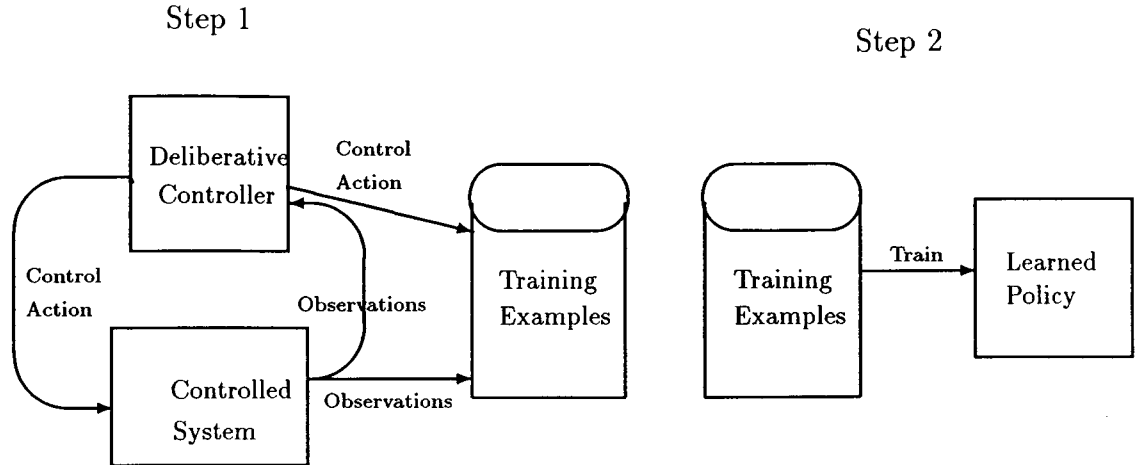 Step 1
Step 2
Deliberative
Controller
Control
Action
Control
Action
Observations
Controlled
System
Observations
Training
Examples
Training
Examples
Train
Learned
Policy